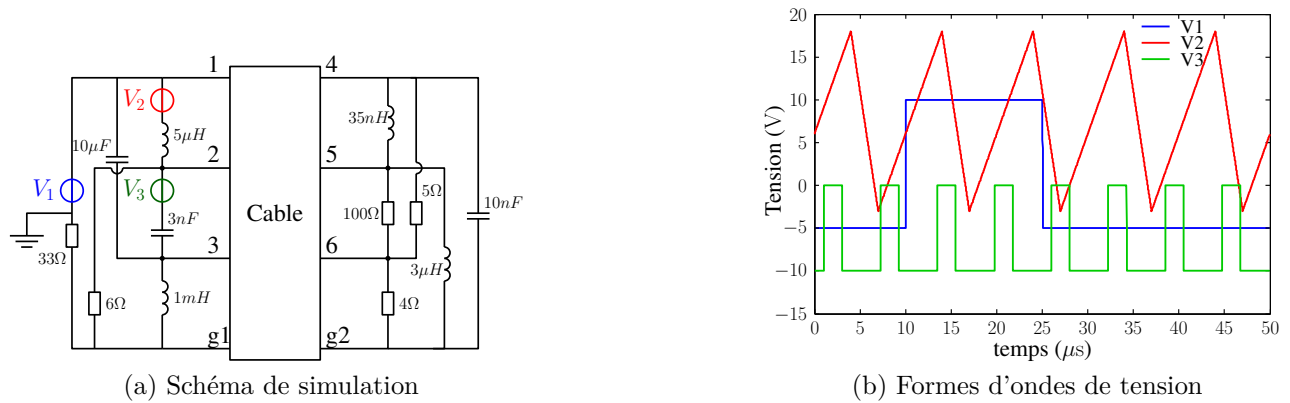 1
4
V2
35nH
10μF
5μH
2
5
V1
V3
5Ω
3nF
Cable
100Ω
10nF
33Ω
3
6
3μH
6Ω
1mH
4Ω
g1
g2
(a) Schéma de simulation
20
15
10
5
0
−5
−10
−15
Tension (V)
V1
V2
V3
0 5 10 15 20 25 30 35 40 45 50
temps (μs)
(b) Formes d'ondes de tension